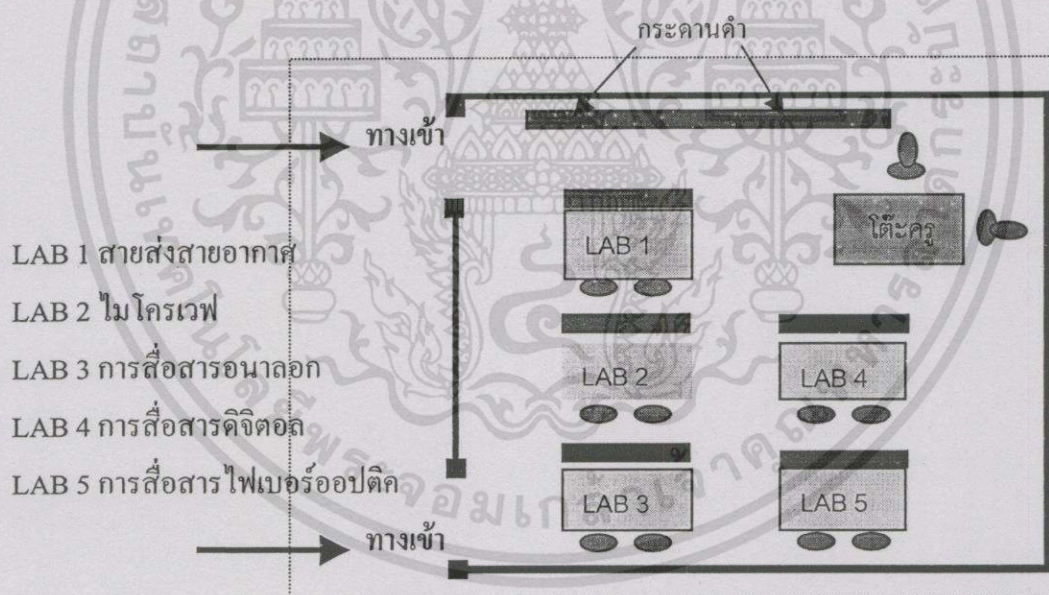 กระดานดำ
ทางเข้า
LAB 1
โต๊ะครู
LAB 1 สายส่งสายอากาศ
LAB 2 ไมโครเวฟ
LAB 3 การสื่อสารอนาลอก
LAB 4 การสื่อสารดิจิตอล
LAB 5 การสื่อสารไฟเบอร์ออปติค
LAB 2
LAB 4
LAB 3
LAB 5
ทางเข้า